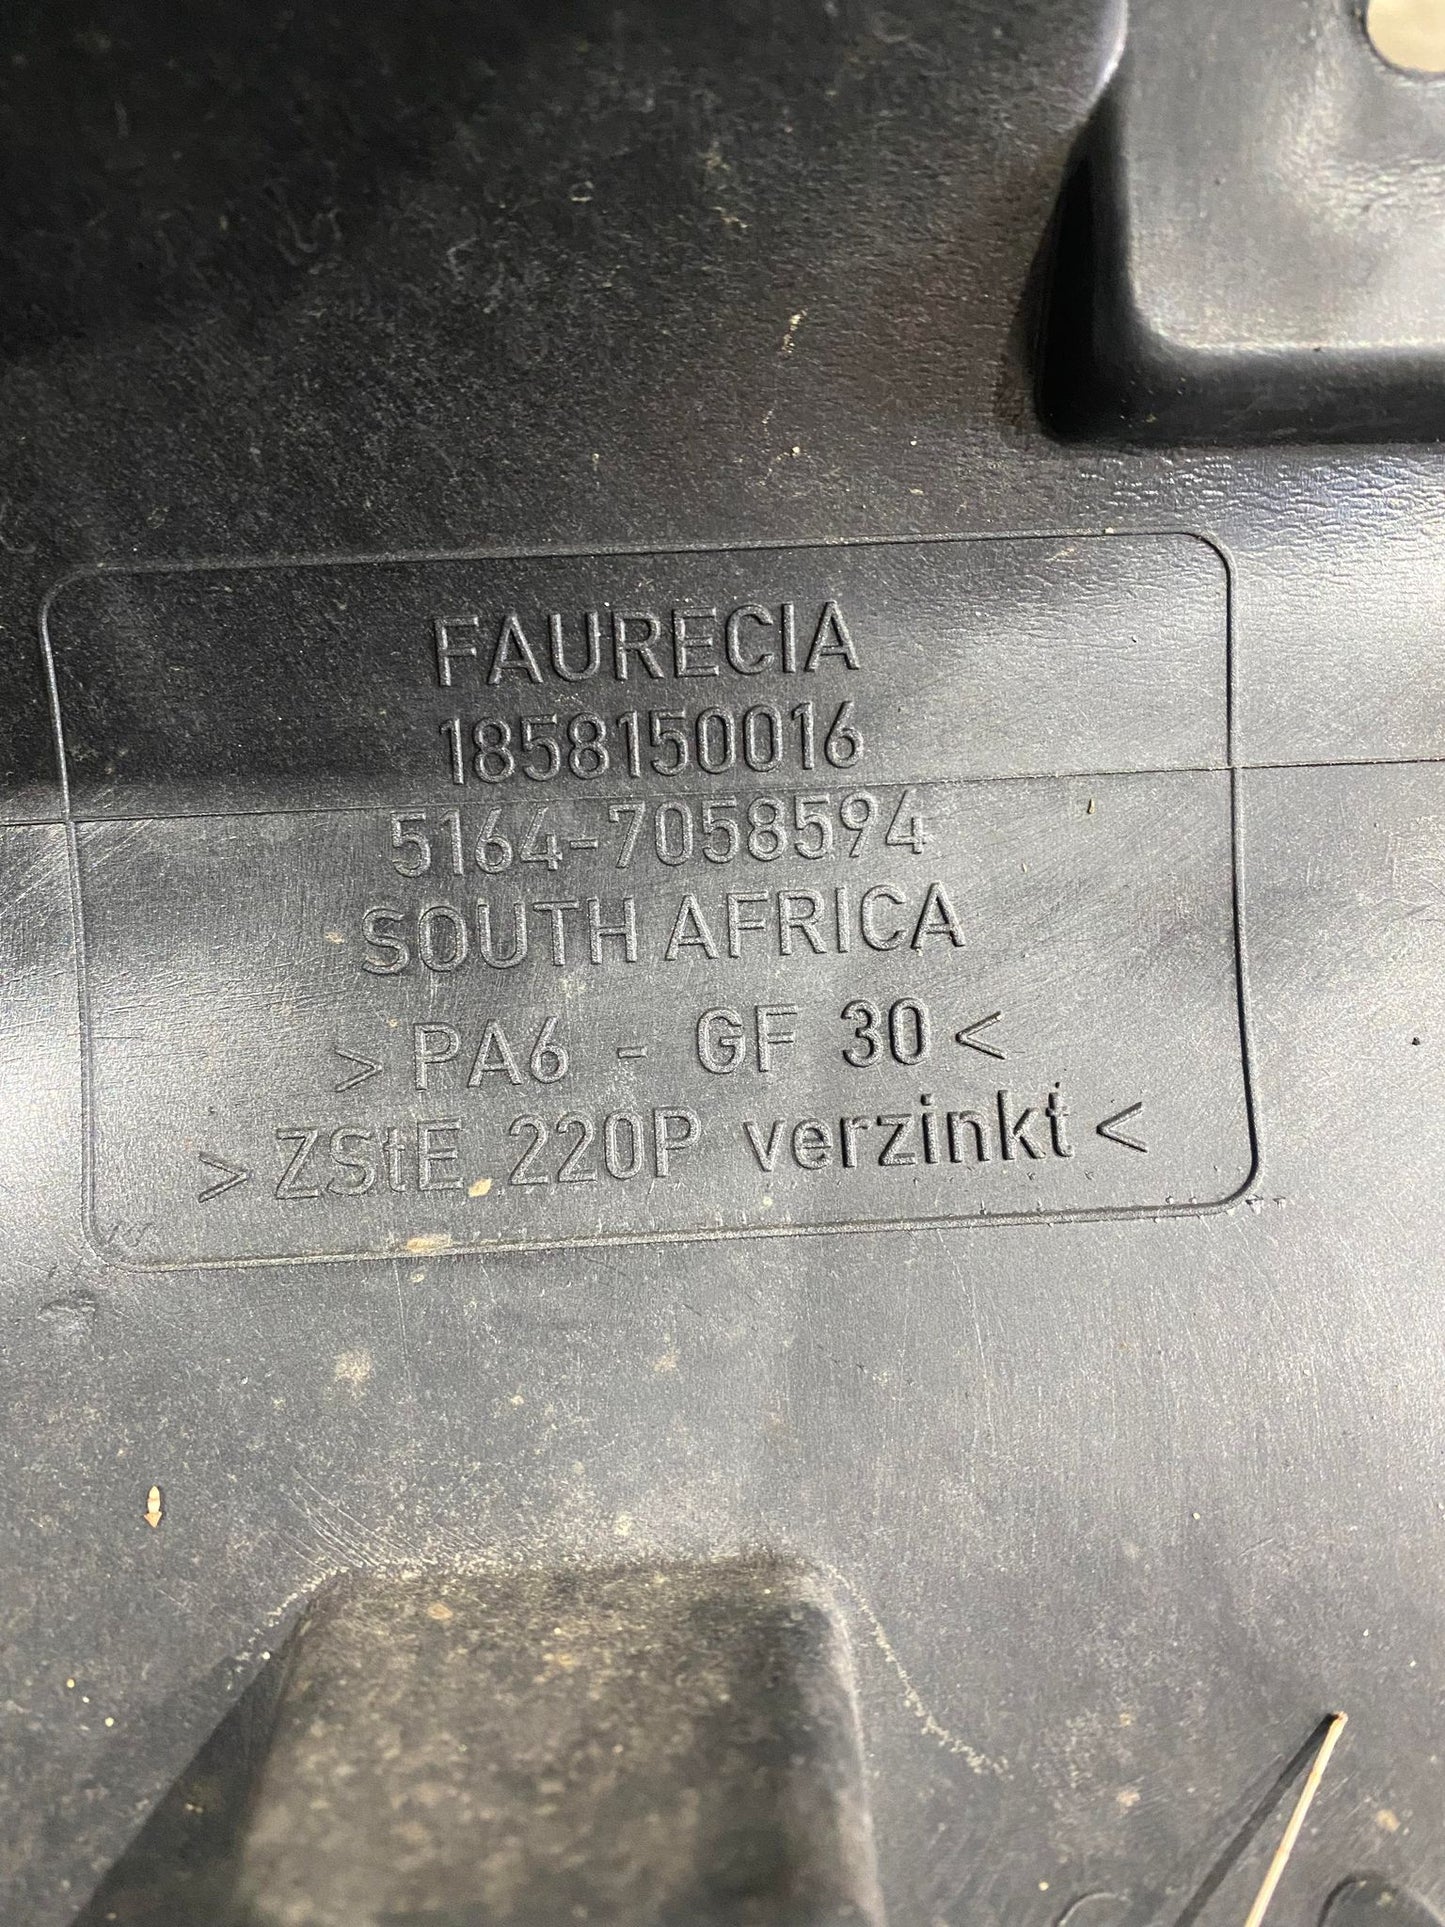 FAURECIA
1858150016
5164-7058594
SOUTH AFRICA
> PA6 - GF 30 <
> ZStE 220P verzinkt <